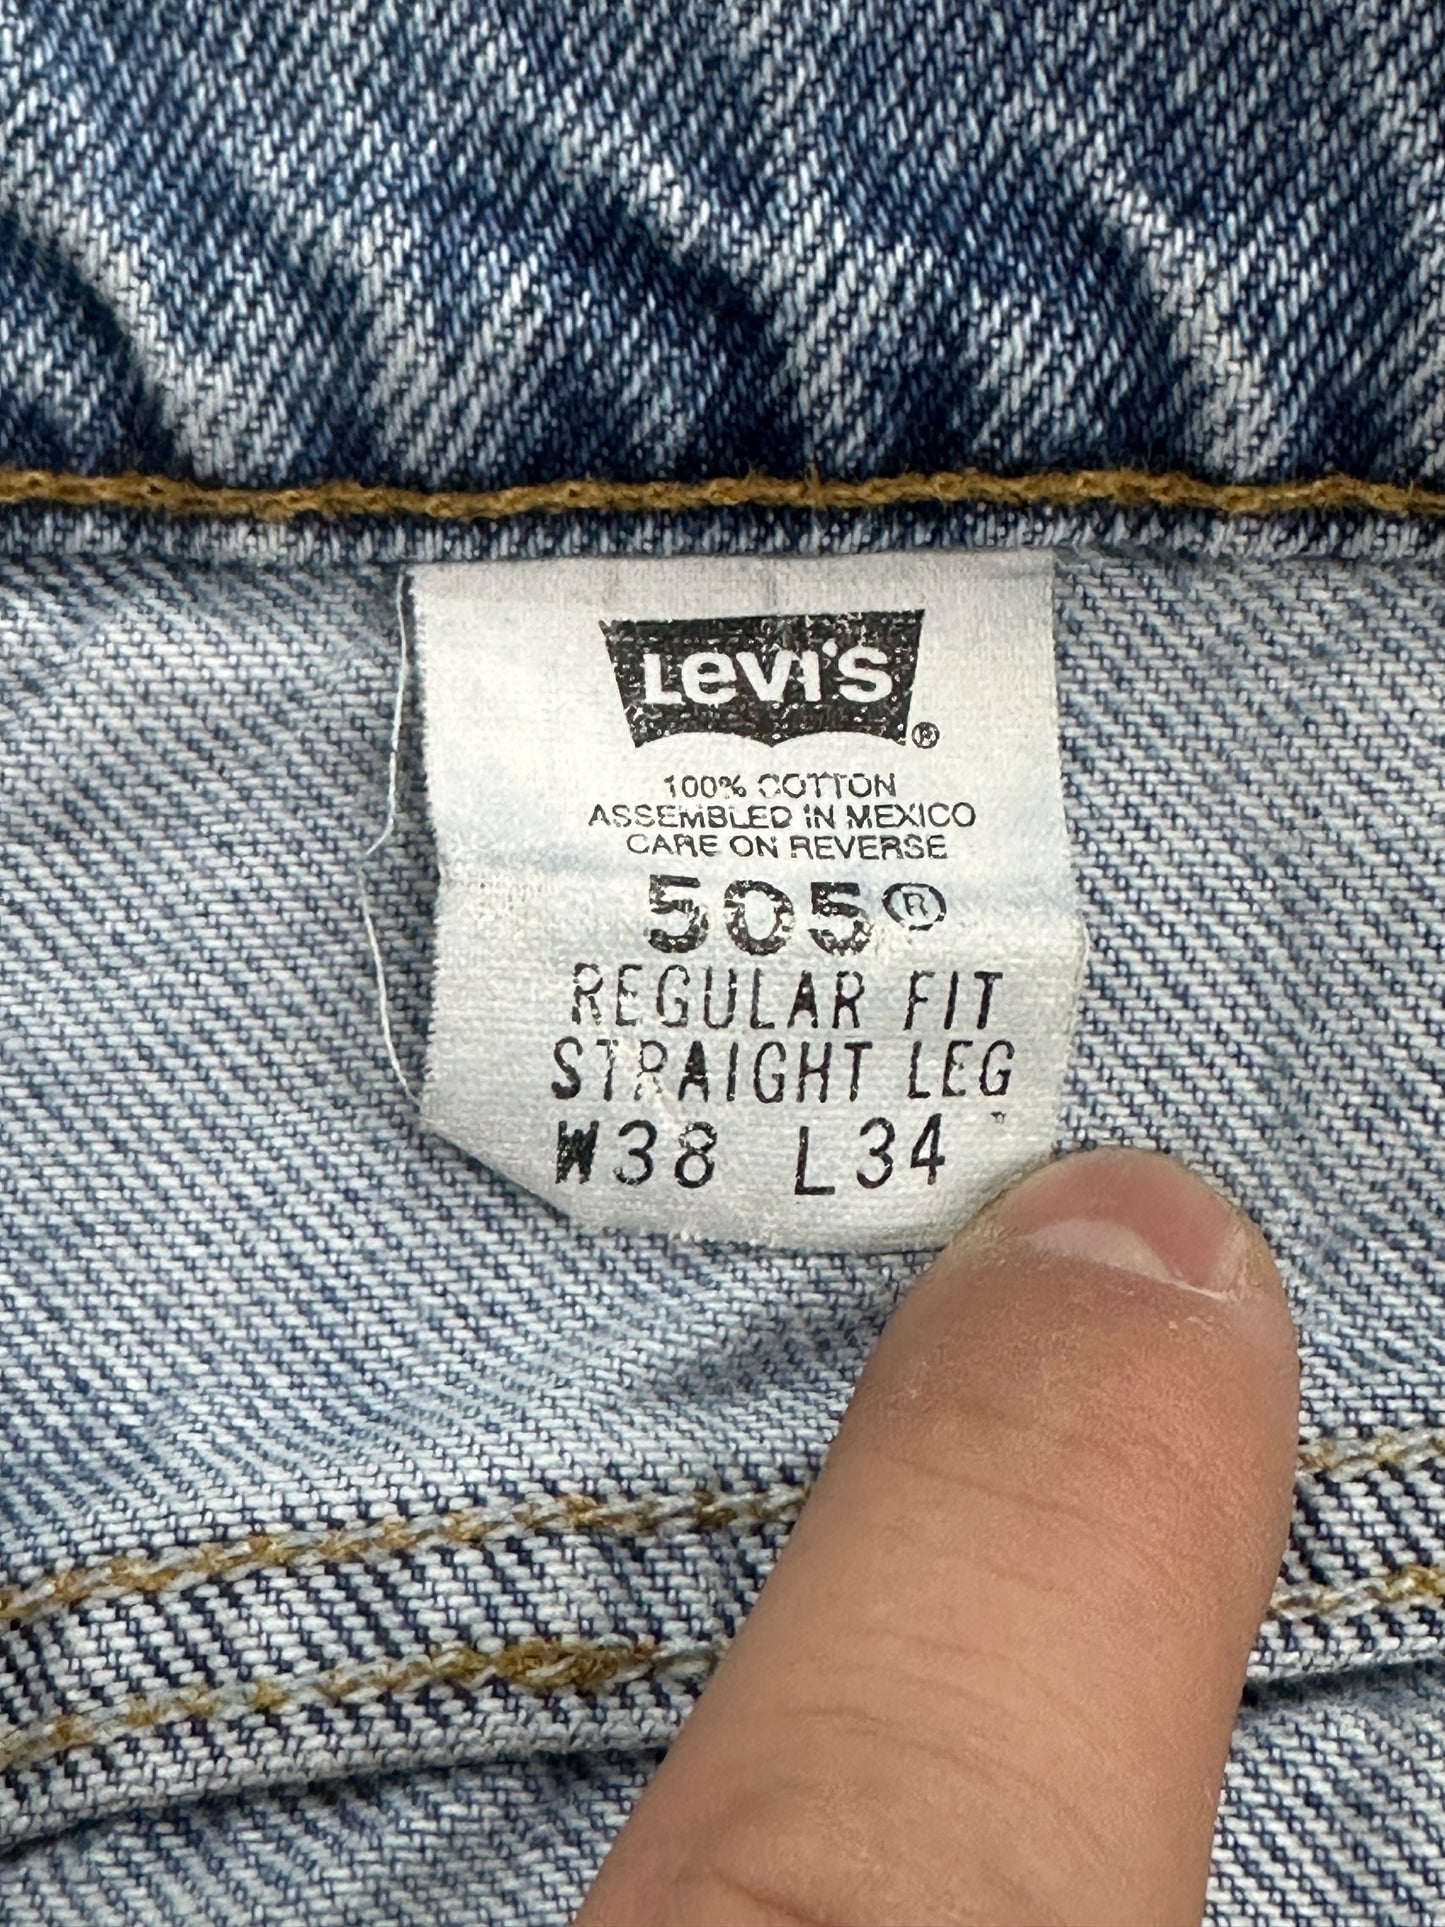 Levi's®
100% COTTON
ASSEMBLED IN MEXICO
CARE ON REVERSE
505®
REGULAR FIT
STRAIGHT LEG
W38 L34